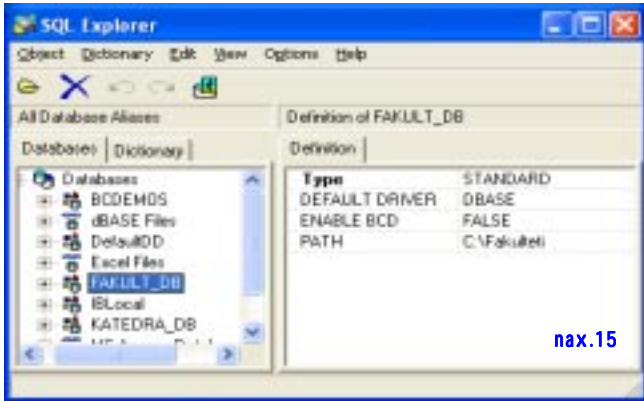 SQL Explorer
Object Dictionary Edit View Options Help
All Database Aliases
Definition of FAKULT_DB
Databases Dictionary
Definition
Databases
BCDEMOS
dBASE Files
DefaultDD
Excel Files
FAKULT_DB
IBLocal
KATEDRA_DB
Type STANDARD
DEFAULT DRIVER DBASE
ENABLE BCD FALSE
PATH C:\Fakulteti
nax.15